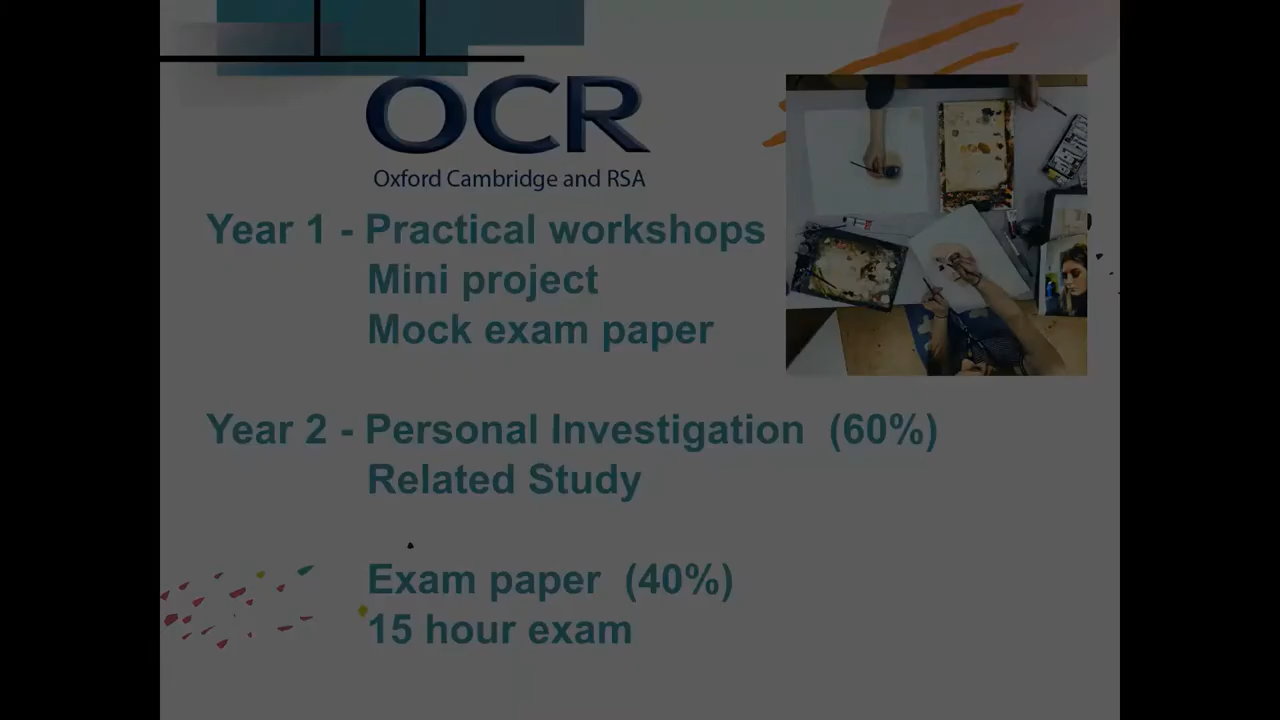 OCR
Oxford Cambridge and RSA
Year 1 - Practical workshops
Mini project
Mock exam paper
Year 2 - Personal Investigation (60%)
Related Study
Exam paper (40%)
15 hour exam